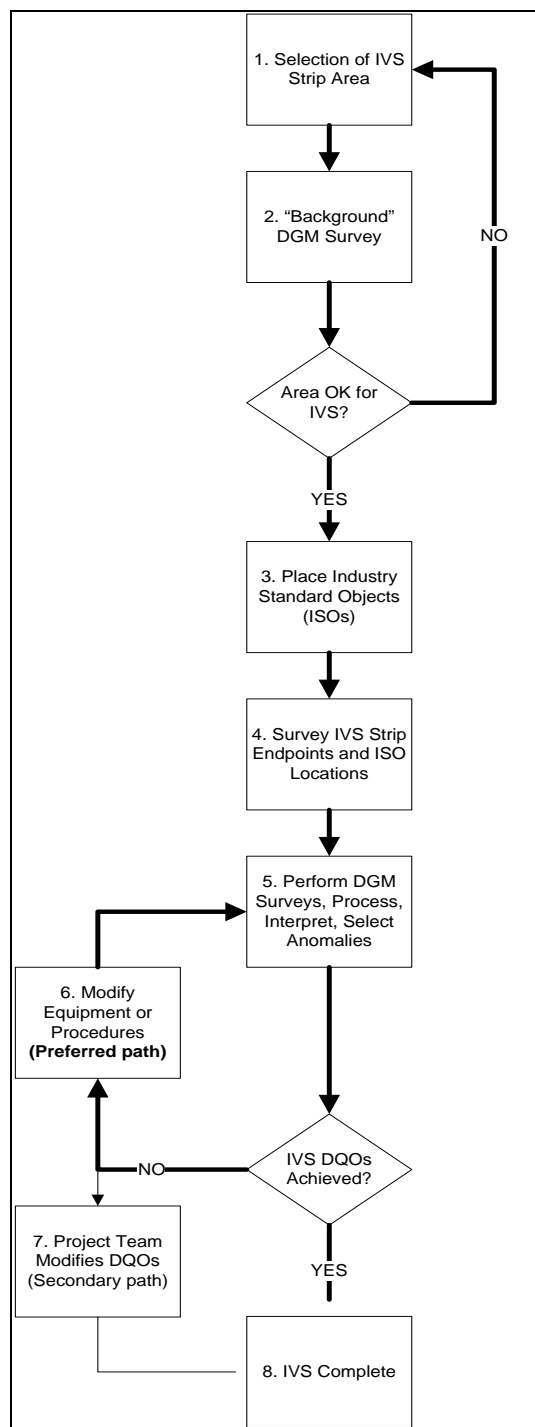 1. Selection of IVS
Strip Area
2. “Background”
DGM Survey
NO
Area OK for
IVS?
YES
3. Place Industry
Standard Objects
(ISOs)
4. Survey IVS Strip
Endpoints and ISO
Locations
5. Perform DGM
Surveys, Process,
Interpret, Select
Anomalies
6. Modify
Equipment or
Procedures
(Preferred path)
IVS DQOs
Achieved?
NO
7. Project Team
Modifies DQOs
(Secondary path)
YES
8. IVS Complete